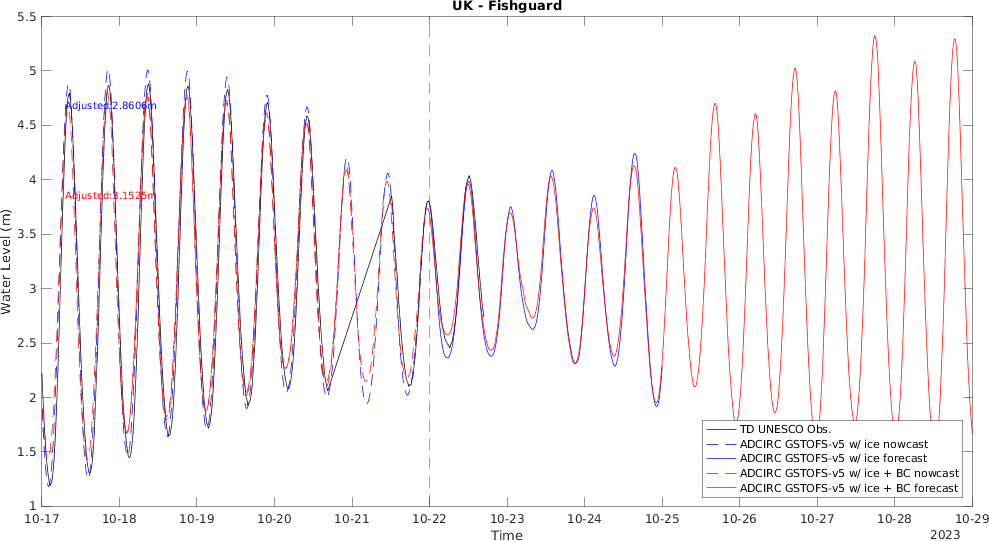 UK - Fishguard
5.5
5
4.5
4
3.5
3
2.5
2
1.5
1
Water Level (m)
Adjusted:2.8606m
Adjusted:3.1525m
TD UNESCO Obs.
ADCIRC GSTOFS-v5 w/ ice nowcast
ADCIRC GSTOFS-v5 w/ ice forecast
ADCIRC GSTOFS-v5 w/ ice + BC nowcast
ADCIRC GSTOFS-v5 w/ ice + BC forecast
10-17 10-18 10-19 10-20 10-21 10-22 10-23 10-24 10-25 10-26 10-27 10-28 10-29
Time
2023